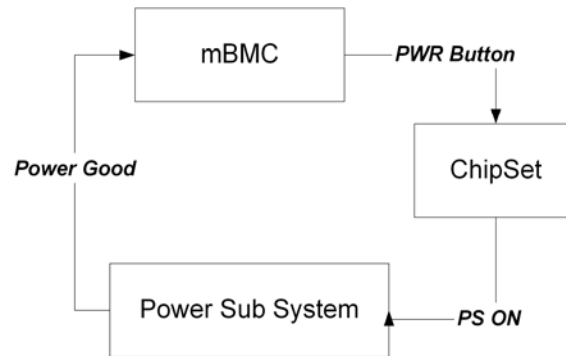 mBMC
PWR Button
ChipSet
Power Good
Power Sub System
PS ON